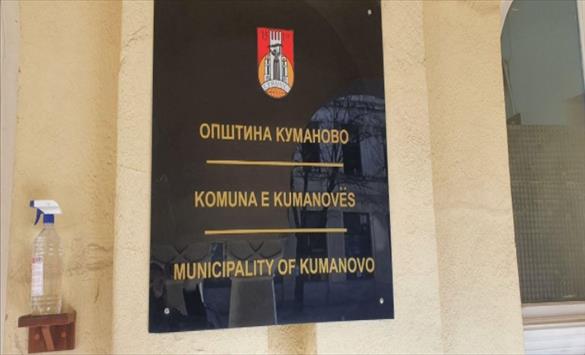 ОПШТИНА КУМАНОВО
KOMUNA E KUMANOVËS
MUNICIPALITY OF KUMANOVO